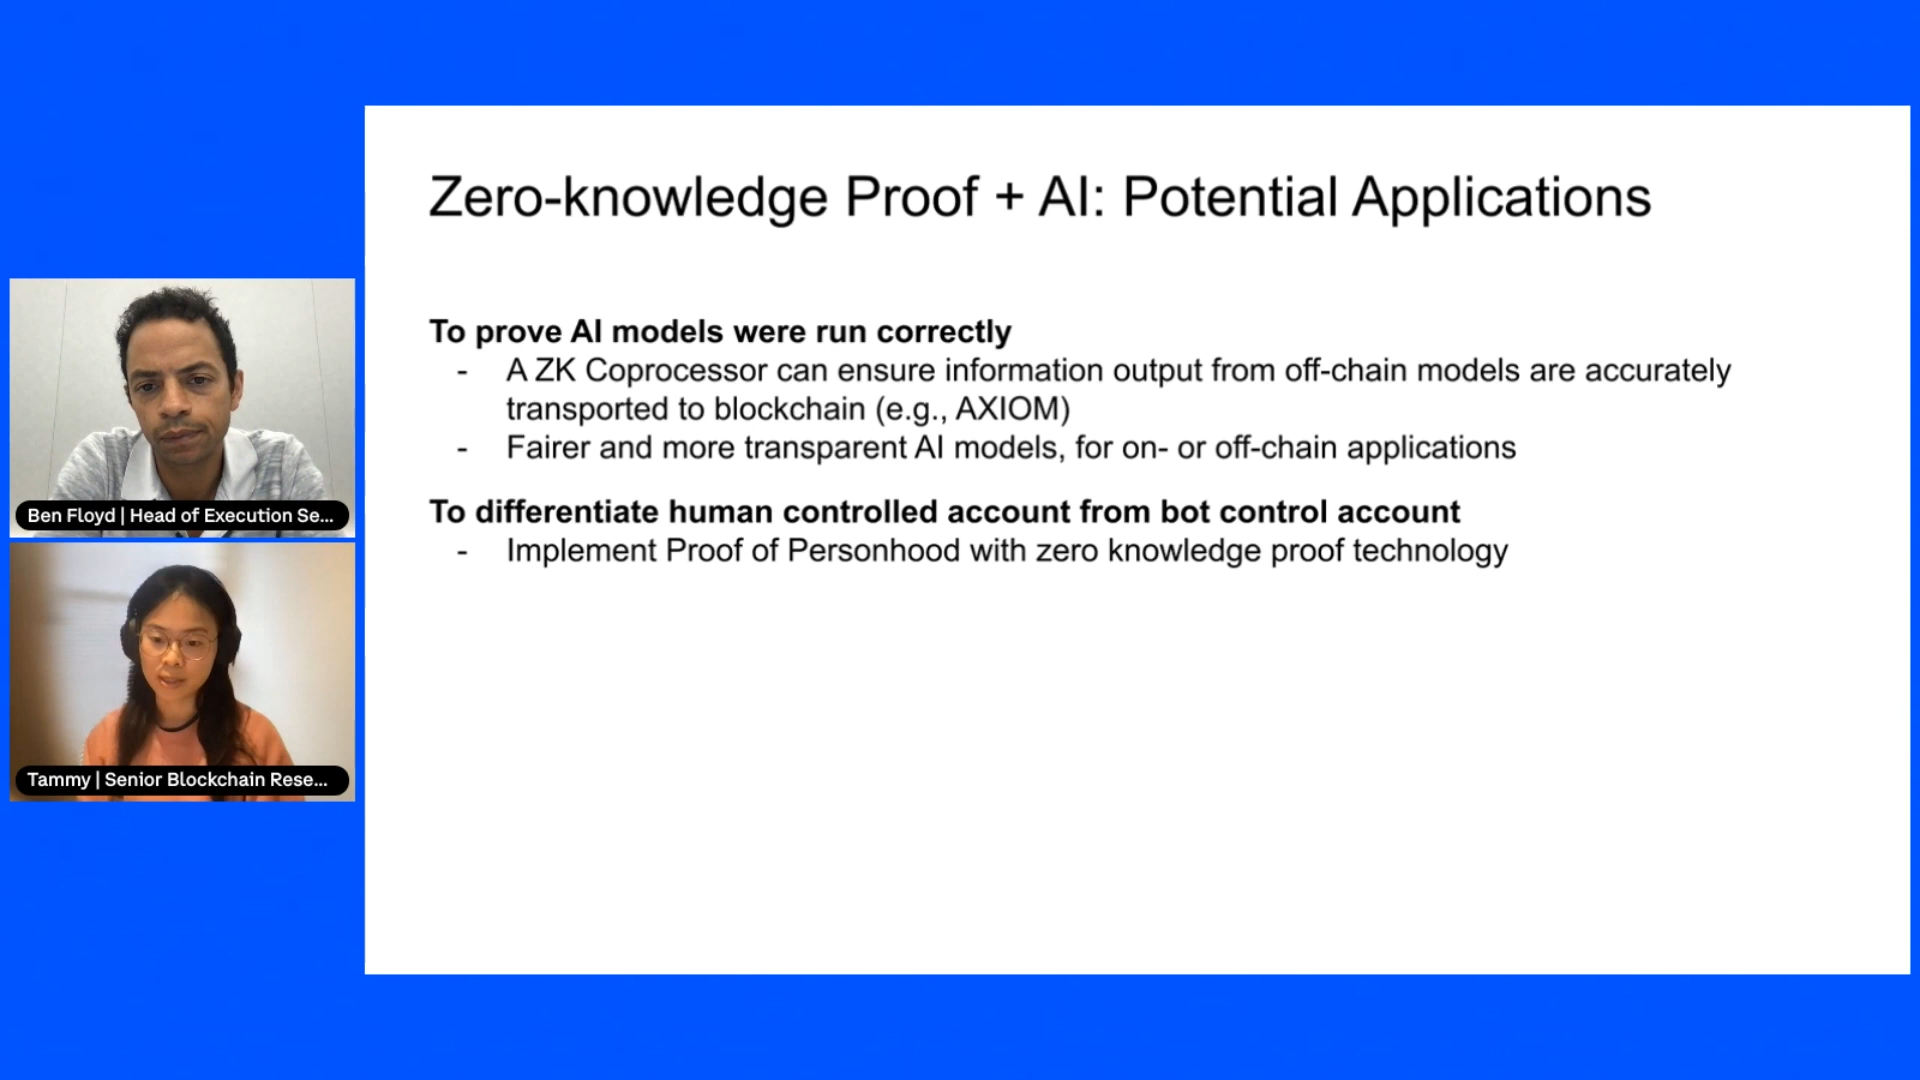 Zero-knowledge Proof + AI: Potential Applications
To prove AI models were run correctly
- A ZK Coprocessor can ensure information output from off-chain models are accurately
transported to blockchain (e.g., AXIOM)
- Fairer and more transparent AI models, for on- or off-chain applications
To differentiate human controlled account from bot control account
- Implement Proof of Personhood with zero knowledge proof technology
Ben Floyd | Head of Execution Se...
Tammy | Senior Blockchain Rese...